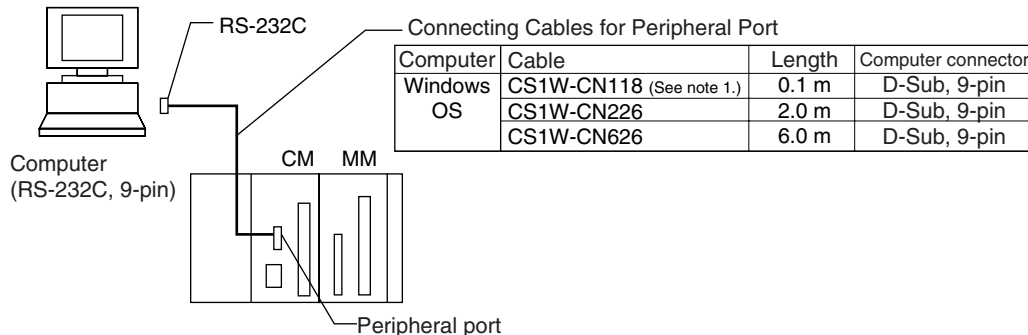 RS-232C
Connecting Cables for Peripheral Port
Computer Cable Length Computer connector
Windows OS CS1W-CN118 (See note 1.) 0.1 m D-Sub, 9-pin
CS1W-CN226 2.0 m D-Sub, 9-pin
CS1W-CN626 6.0 m D-Sub, 9-pin
Computer
(RS-232C, 9-pin)
CM MM
Peripheral port